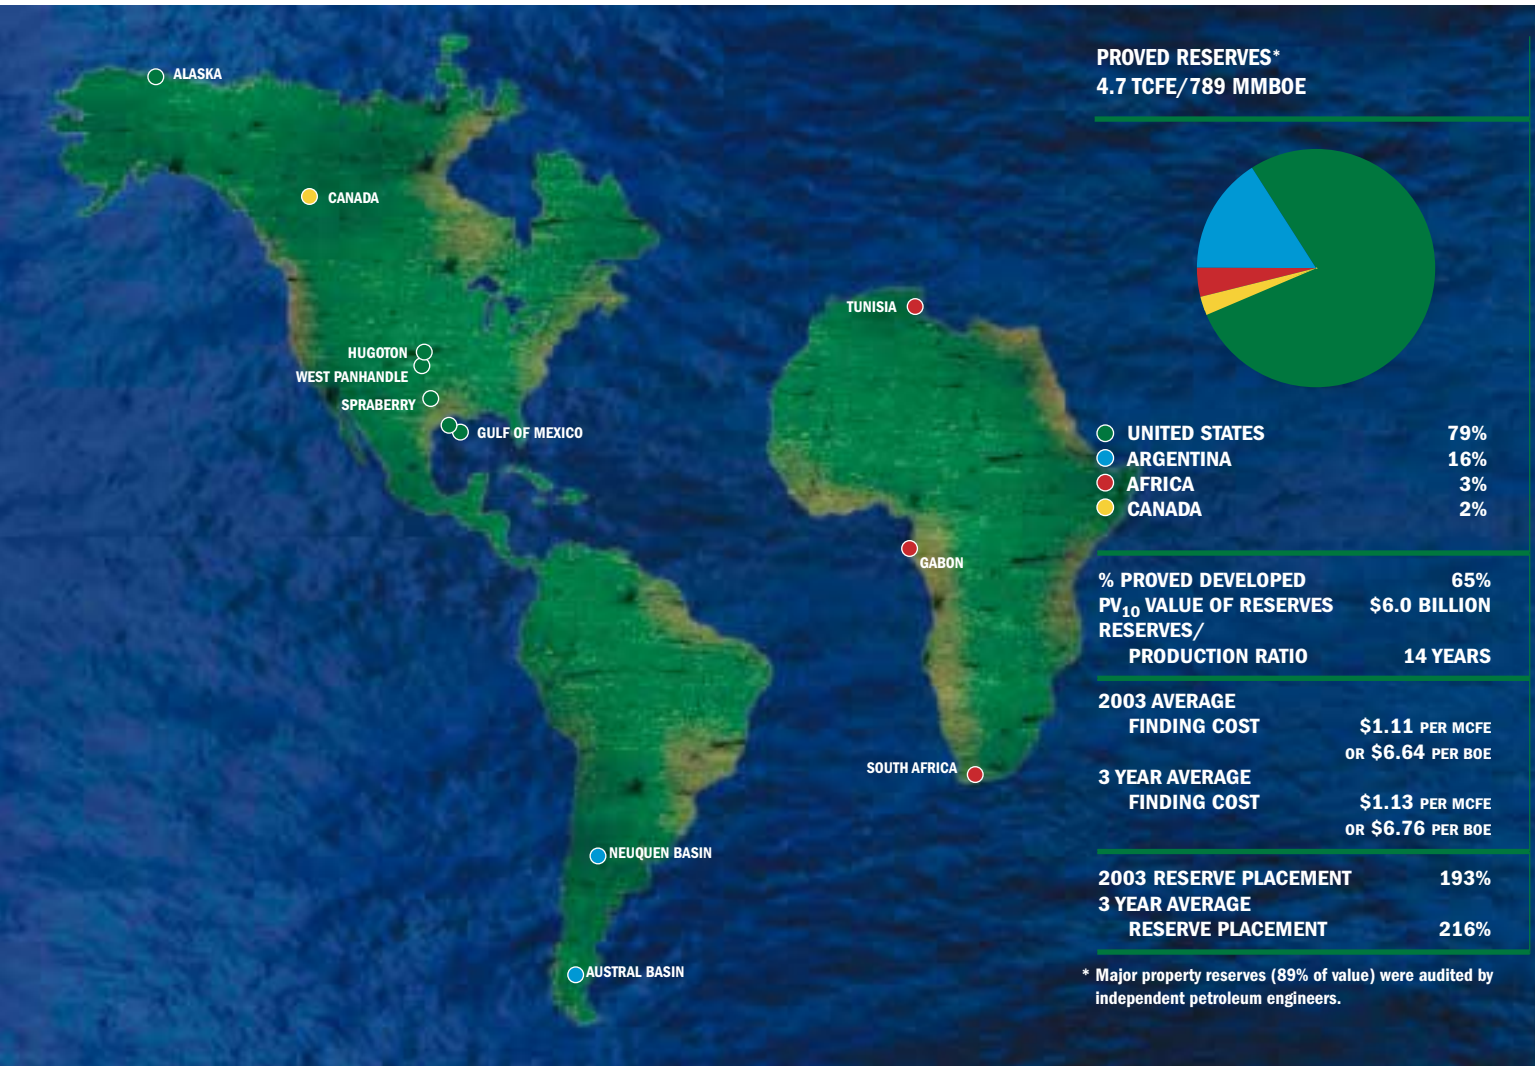 ALASKA
CANADA
HUGOTON
WEST PANHANDLE
SPRABERRY
GULF OF MEXICO
TUNISIA
GABON
SOUTH AFRICA
NEUQUEN BASIN
AUSTRAL BASIN
PROVED RESERVES*
4.7 TCFE/789 MMBOE
UNITED STATES 79%
ARGENTINA 16%
AFRICA 3%
CANADA 2%
% PROVED DEVELOPED 65%
PV10 VALUE OF RESERVES $6.0 BILLION
RESERVES/
PRODUCTION RATIO 14 YEARS
2003 AVERAGE
FINDING COST $1.11 PER MCFE
OR $6.64 PER BOE
3 YEAR AVERAGE
FINDING COST $1.13 PER MCFE
OR $6.76 PER BOE
2003 RESERVE PLACEMENT 193%
3 YEAR AVERAGE
RESERVE PLACEMENT 216%
* Major property reserves (89% of value) were audited by
independent petroleum engineers.